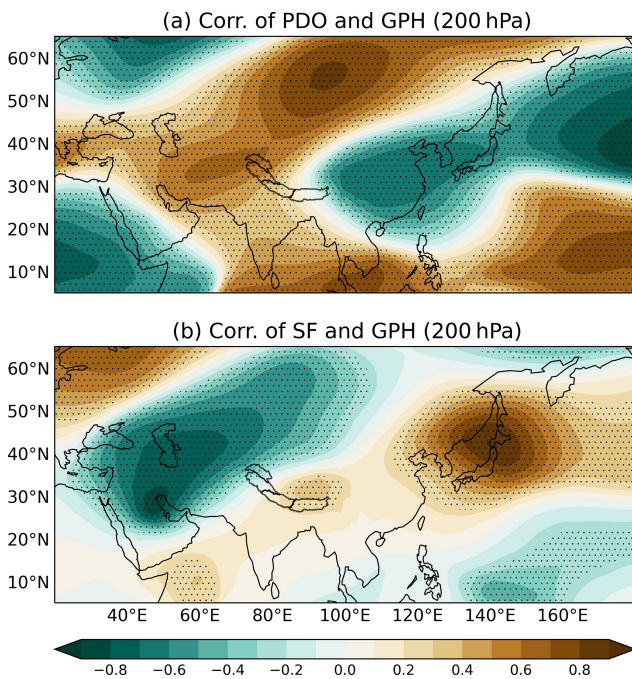 (a) Corr. of PDO and GPH (200 hPa)
60°N
50°N
40°N
30°N
20°N
10°N
(b) Corr. of SF and GPH (200 hPa)
60°N
50°N
40°N
30°N
20°N
10°N
40°E 60°E 80°E 100°E 120°E 140°E 160°E
−0.8 −0.6 −0.4 −0.2 0.0 0.2 0.4 0.6 0.8